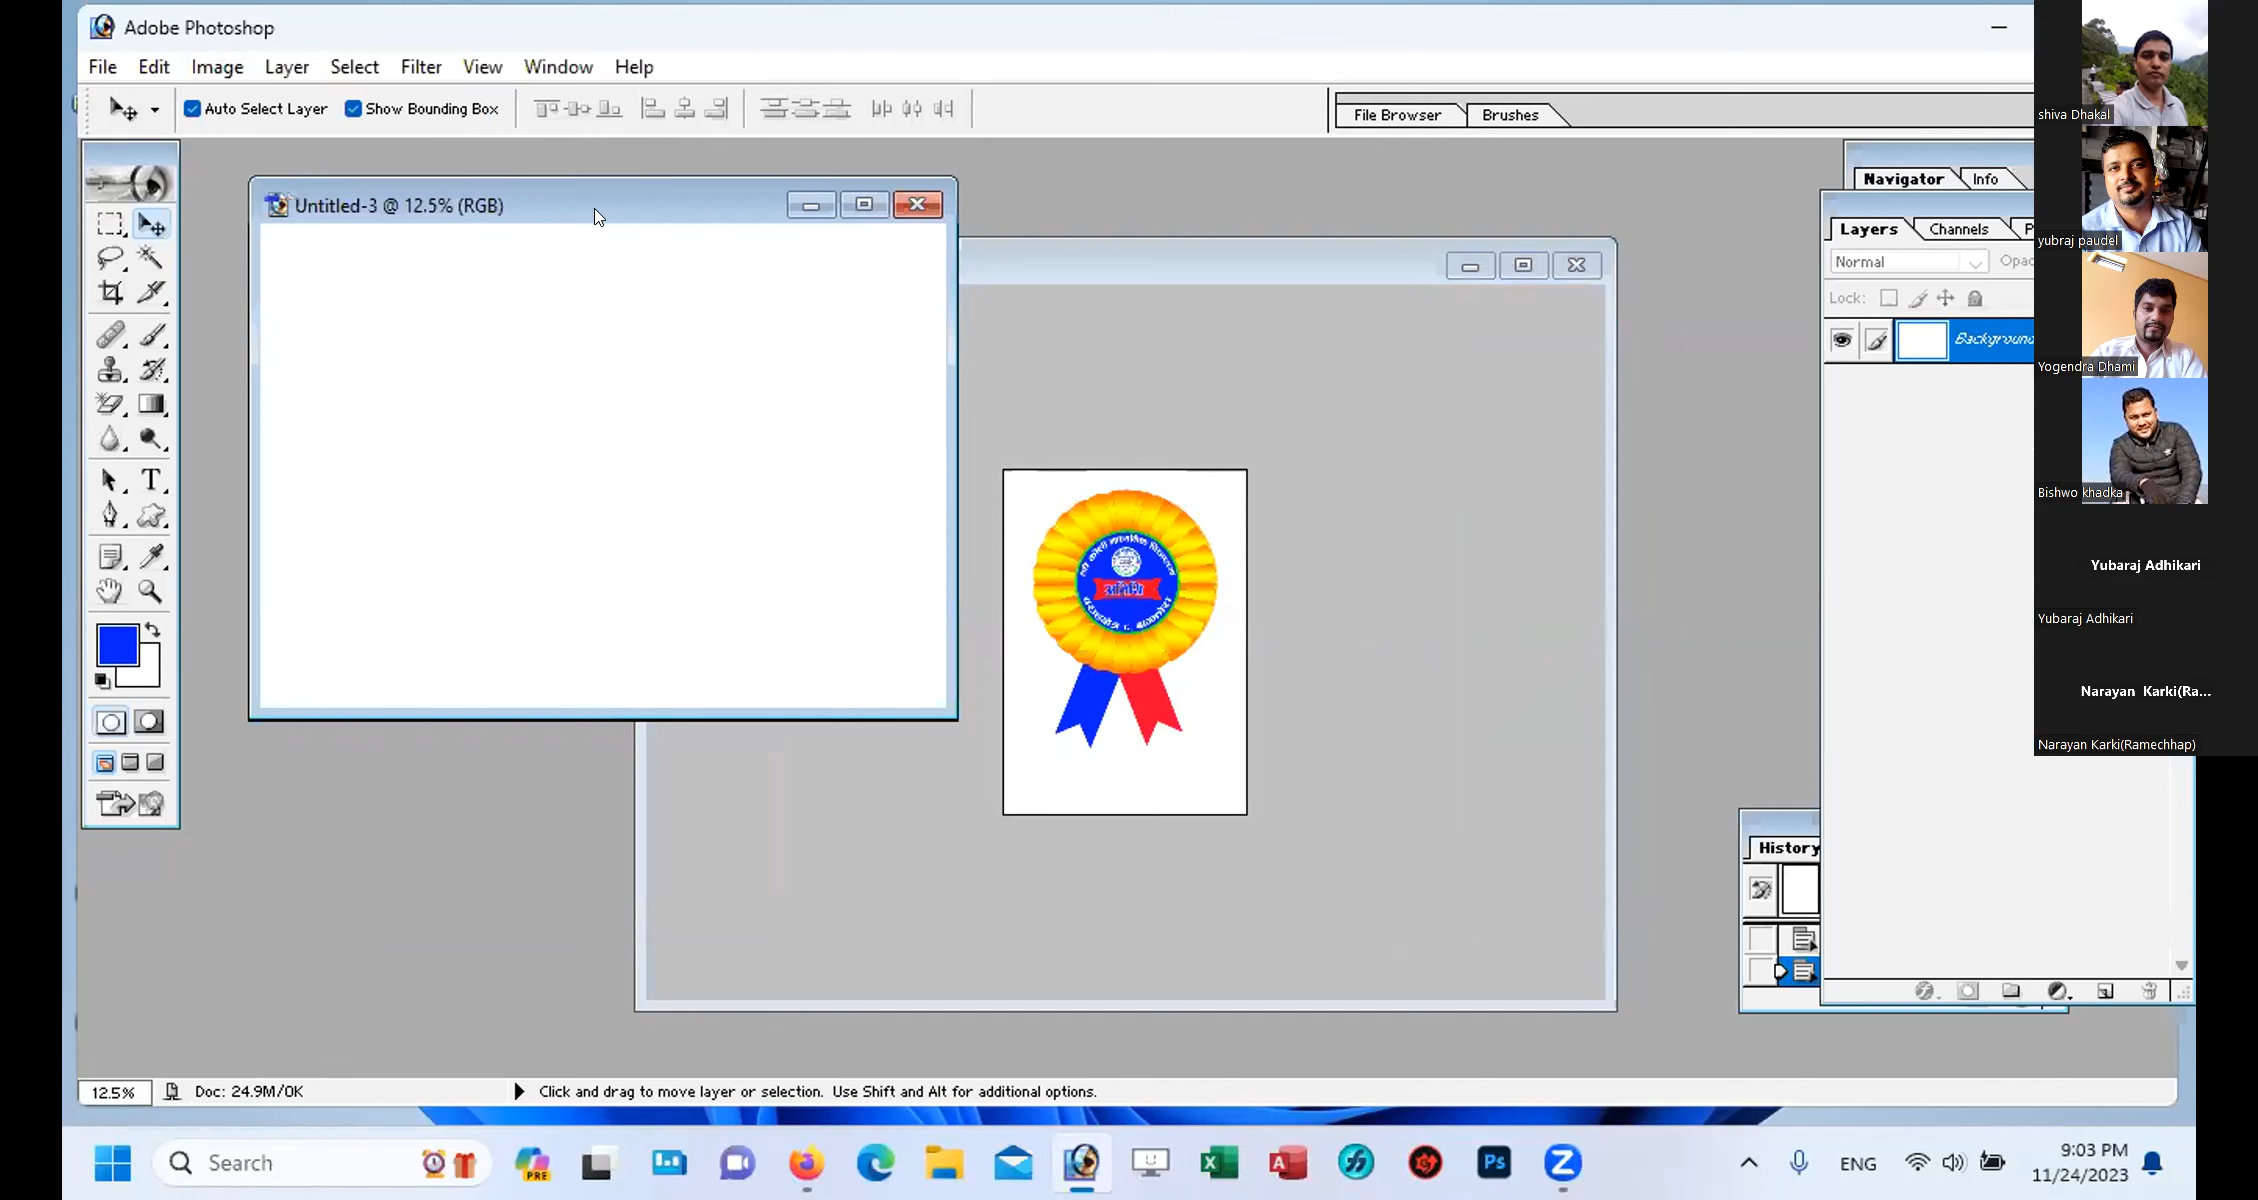 Adobe Photoshop
File Edit Image Layer Select Filter View Window Help
Auto Select Layer Show Bounding Box
File Browser Brushes
Untitled-3 @ 12.5% (RGB)
Navigator Info
Layers Channels
Normal
Lock:
Background
History
अतिथि
12.5% Doc: 24.9M/0K Click and drag to move layer or selection. Use Shift and Alt for additional options.
shiva Dhakal
yubraj paudel
Yogendra Dhami
Bishwo khadka
Yubaraj Adhikari
Yubaraj Adhikari
Narayan Karki(Ra...
Narayan Karki(Ramechhap)
Search
PRE
Ps
ENG
9:03 PM
11/24/2023